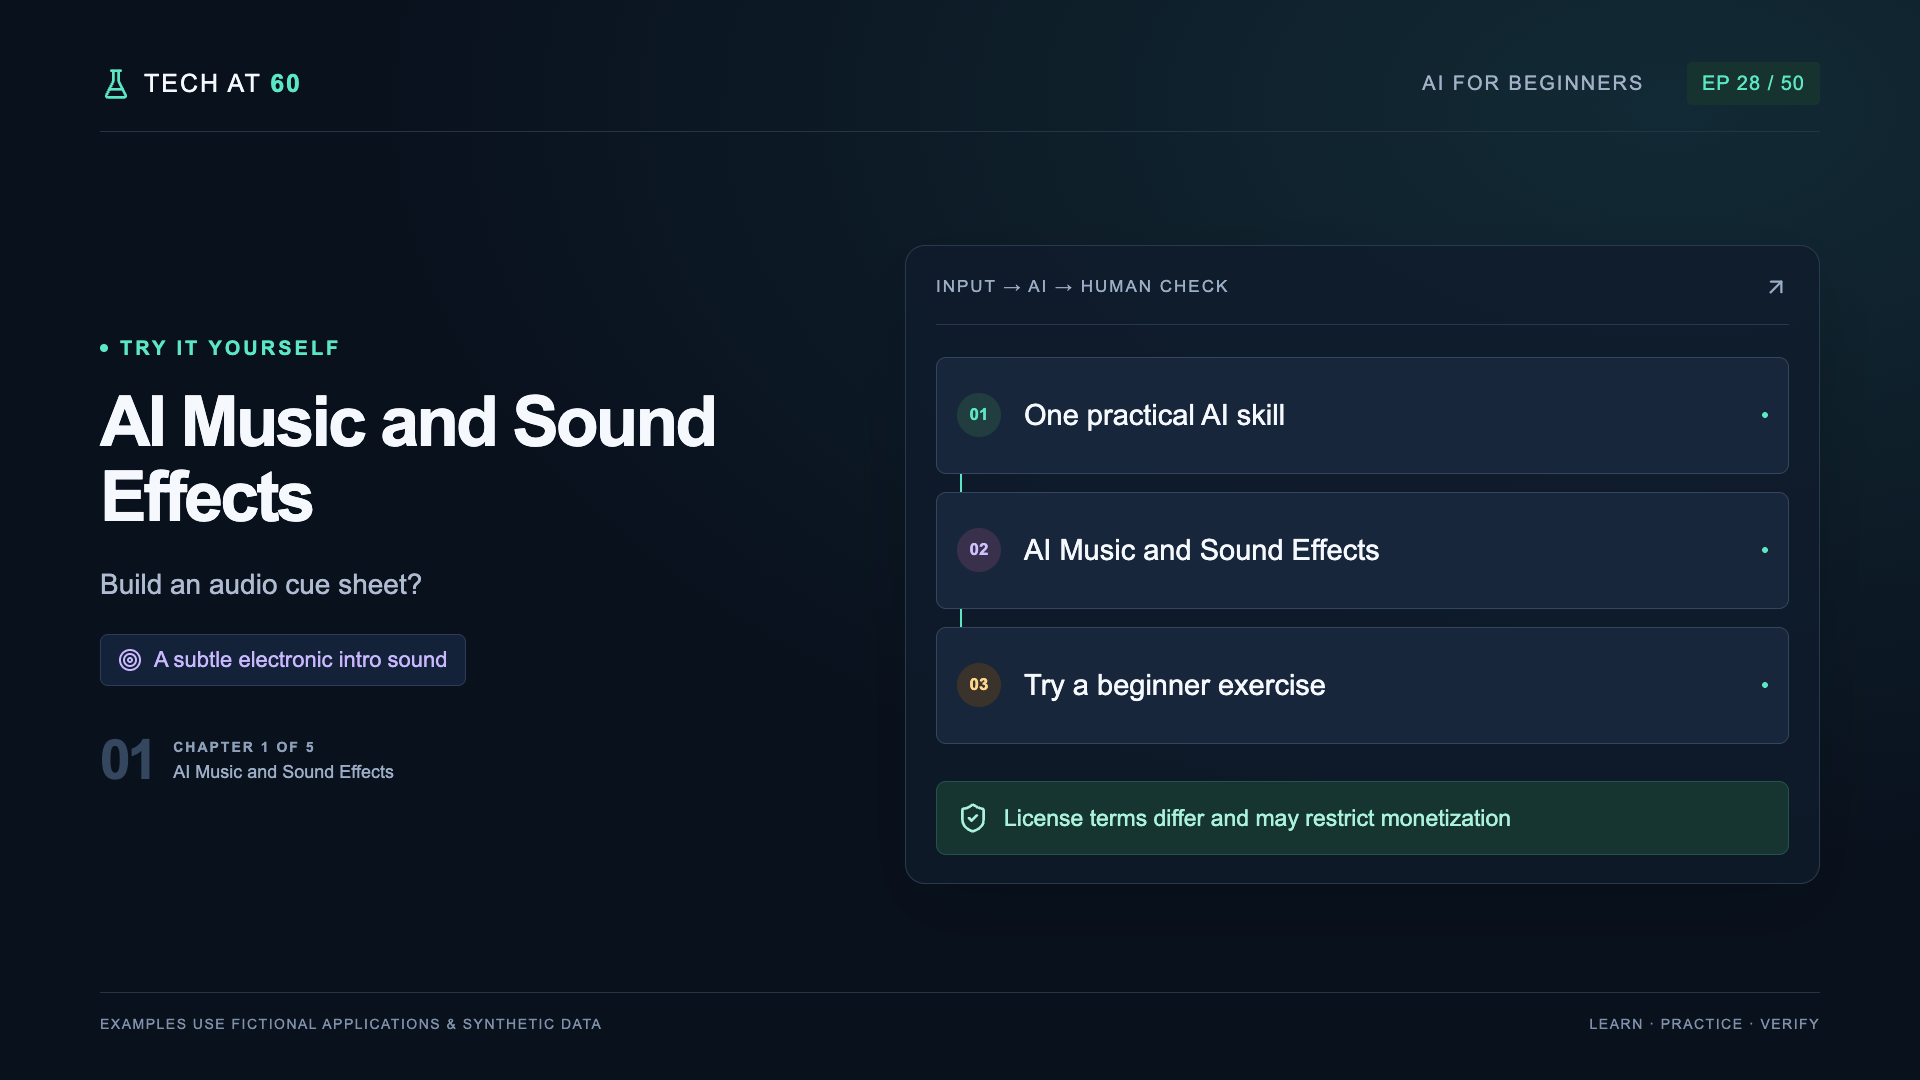 TECH AT 60
AI FOR BEGINNERS
EP 28 / 50
TRY IT YOURSELF
AI Music and Sound
Effects
Build an audio cue sheet?
A subtle electronic intro sound
01
CHAPTER 1 OF 5
AI Music and Sound Effects
INPUT → AI → HUMAN CHECK
01 One practical AI skill
02 AI Music and Sound Effects
03 Try a beginner exercise
License terms differ and may restrict monetization
EXAMPLES USE FICTIONAL APPLICATIONS & SYNTHETIC DATA
LEARN · PRACTICE · VERIFY